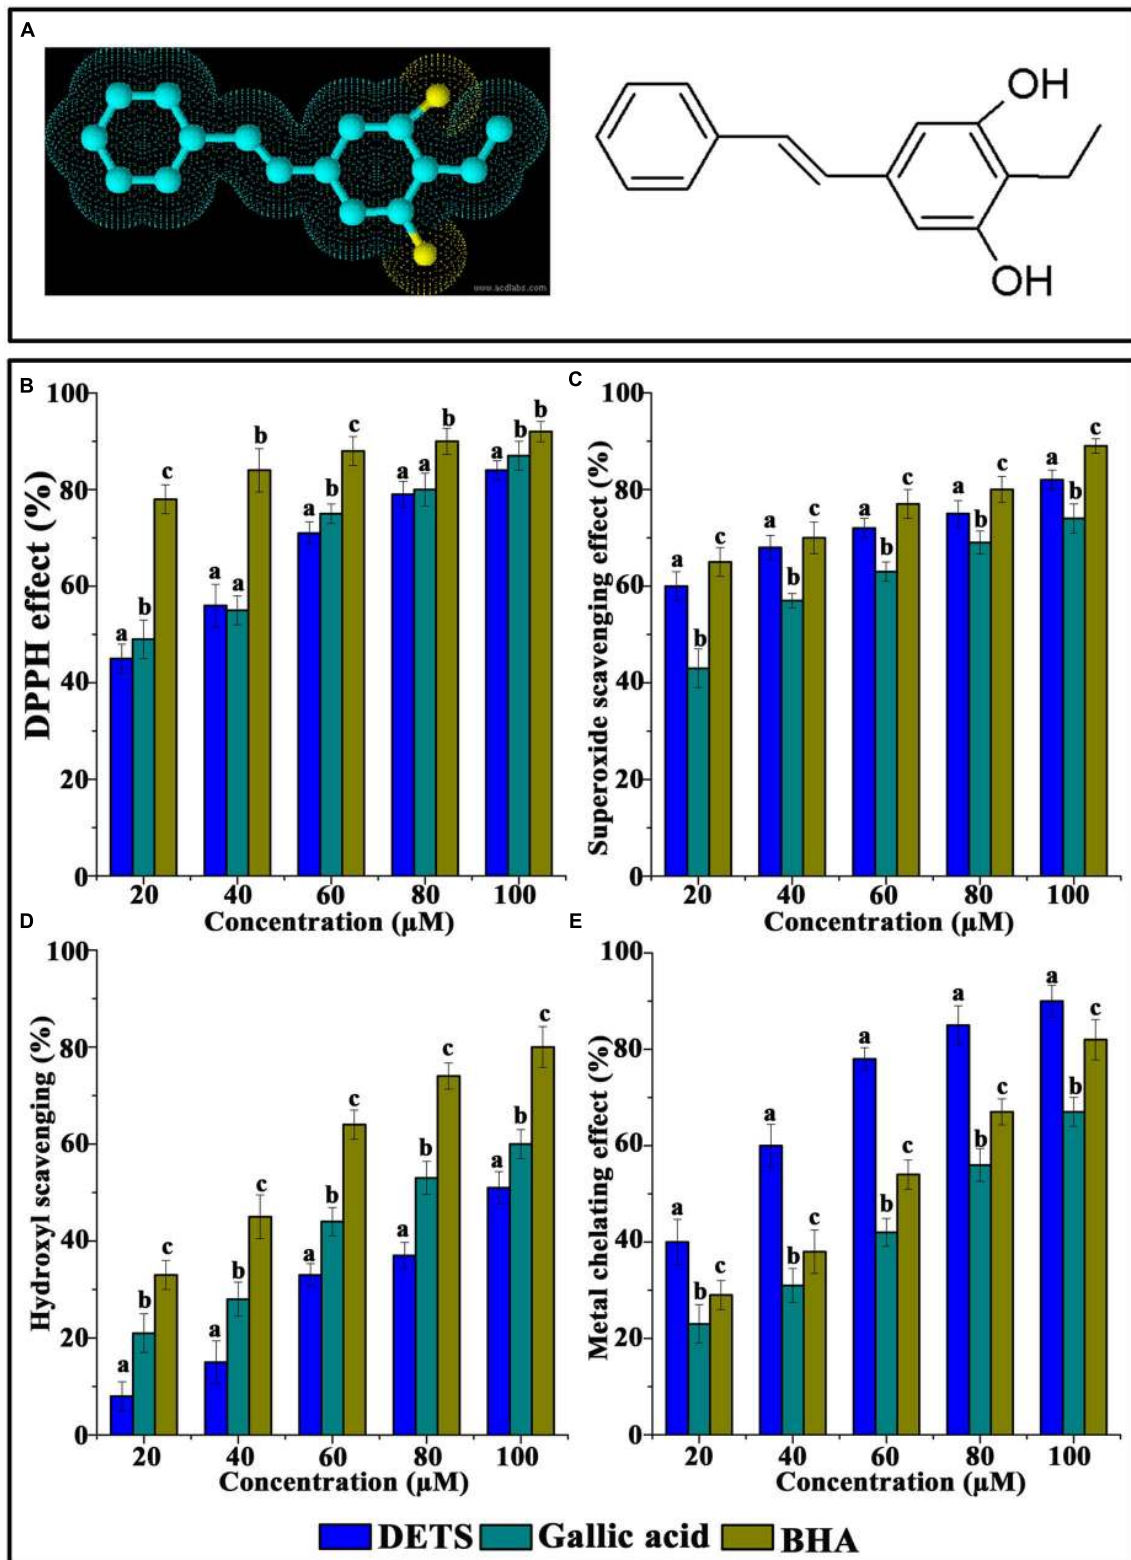 A
OH
OH
www.acdlabs.com
B
100
80
60
40
20
0
DPPH effect (%)
a b c
a a b
a b c
a a b
a b b
20 40 60 80 100
Concentration (μM)
C
100
80
60
40
20
0
Superoxide scavenging effect (%)
a b c
a b c
a b c
a b c
a b c
20 40 60 80 100
Concentration (μM)
D
100
80
60
40
20
0
Hydroxyl scavenging (%)
a b c
a b c
a b c
a b c
a b c
20 40 60 80 100
Concentration (μM)
E
100
80
60
40
20
0
Metal chelating effect (%)
a b c
a b c
a b c
a b c
a b c
20 40 60 80 100
Concentration (μM)
DETS Gallic acid BHA